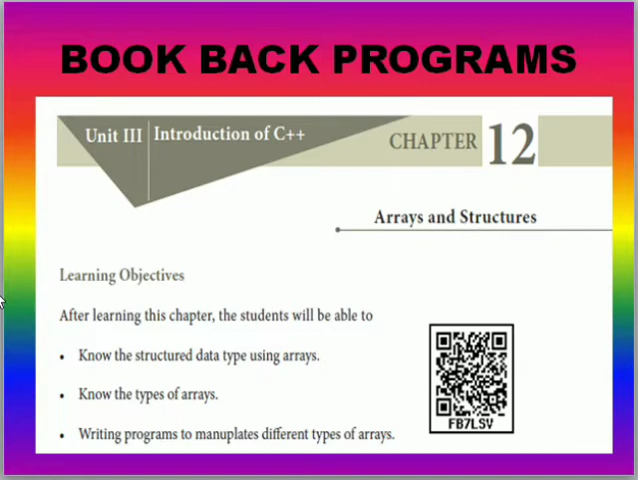 BOOK BACK PROGRAMS
Unit III Introduction of C++
CHAPTER 12
Arrays and Structures
Learning Objectives
After learning this chapter, the students will be able to
• Know the structured data type using arrays.
• Know the types of arrays.
• Writing programs to manuplates different types of arrays.
FB7LSV